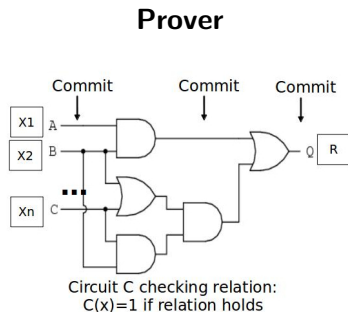 Prover
Commit Commit Commit
X1 A
X2 B
Q R
...
Xn C
Circuit C checking relation:
C(x)=1 if relation holds